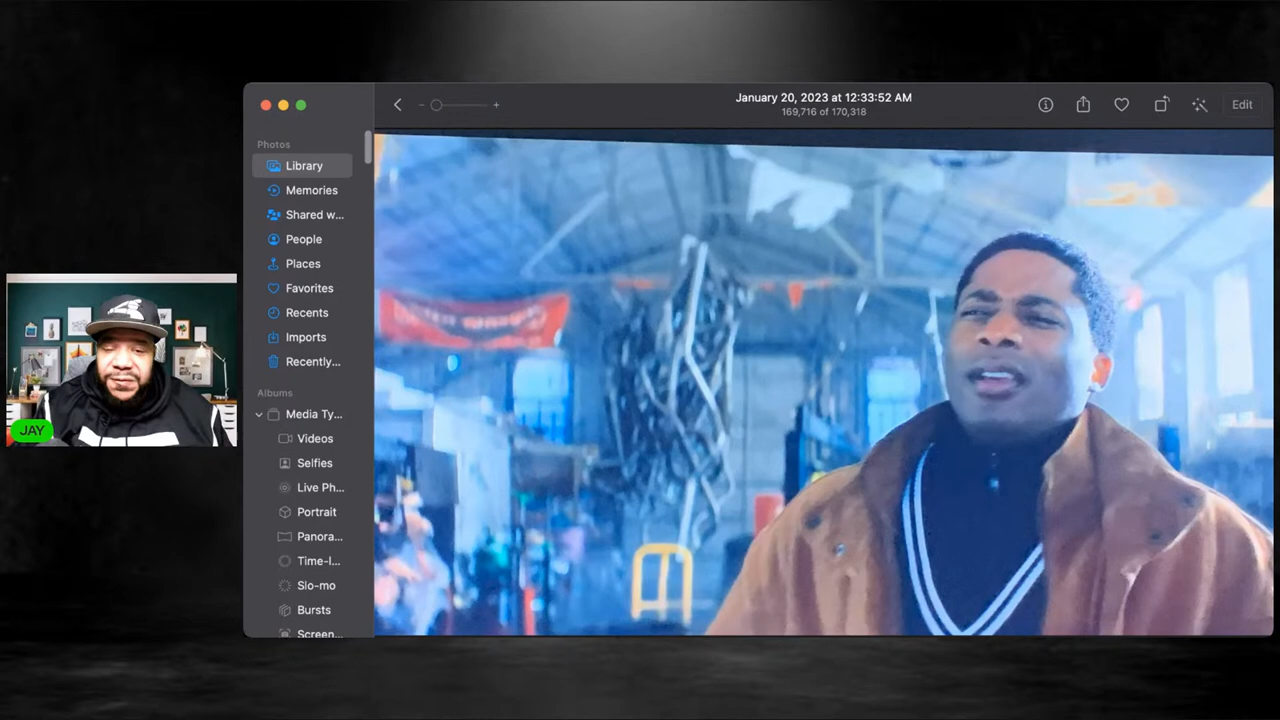 January 20, 2023 at 12:33:52 AM
169,716 of 170,318
Edit
Photos
Library
Memories
Shared w...
People
Places
Favorites
Recents
Imports
Recently...
Albums
Media Ty...
Videos
Selfies
Live Ph...
Portrait
Panora...
Time-l...
Slo-mo
Bursts
Screen...
JAY